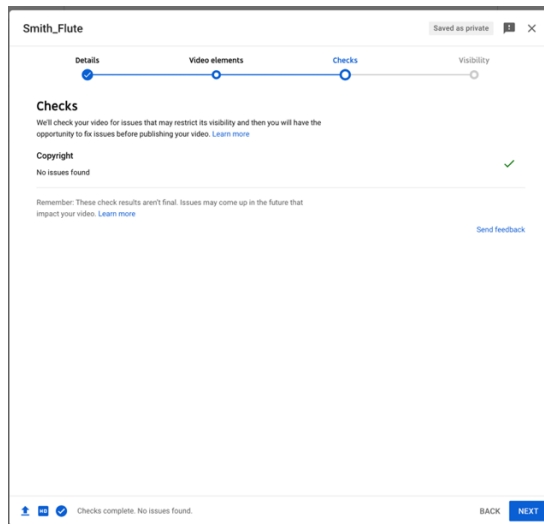 Smith_Flute
Saved as private
Details
Video elements
Checks
Visibility
Checks
We'll check your video for issues that may restrict its visibility and then you will have the
opportunity to fix issues before publishing your video. Learn more
Copyright
No issues found
Remember: These check results aren't final. Issues may come up in the future that
impact your video. Learn more
Send feedback
HD
Checks complete. No issues found.
BACK
NEXT